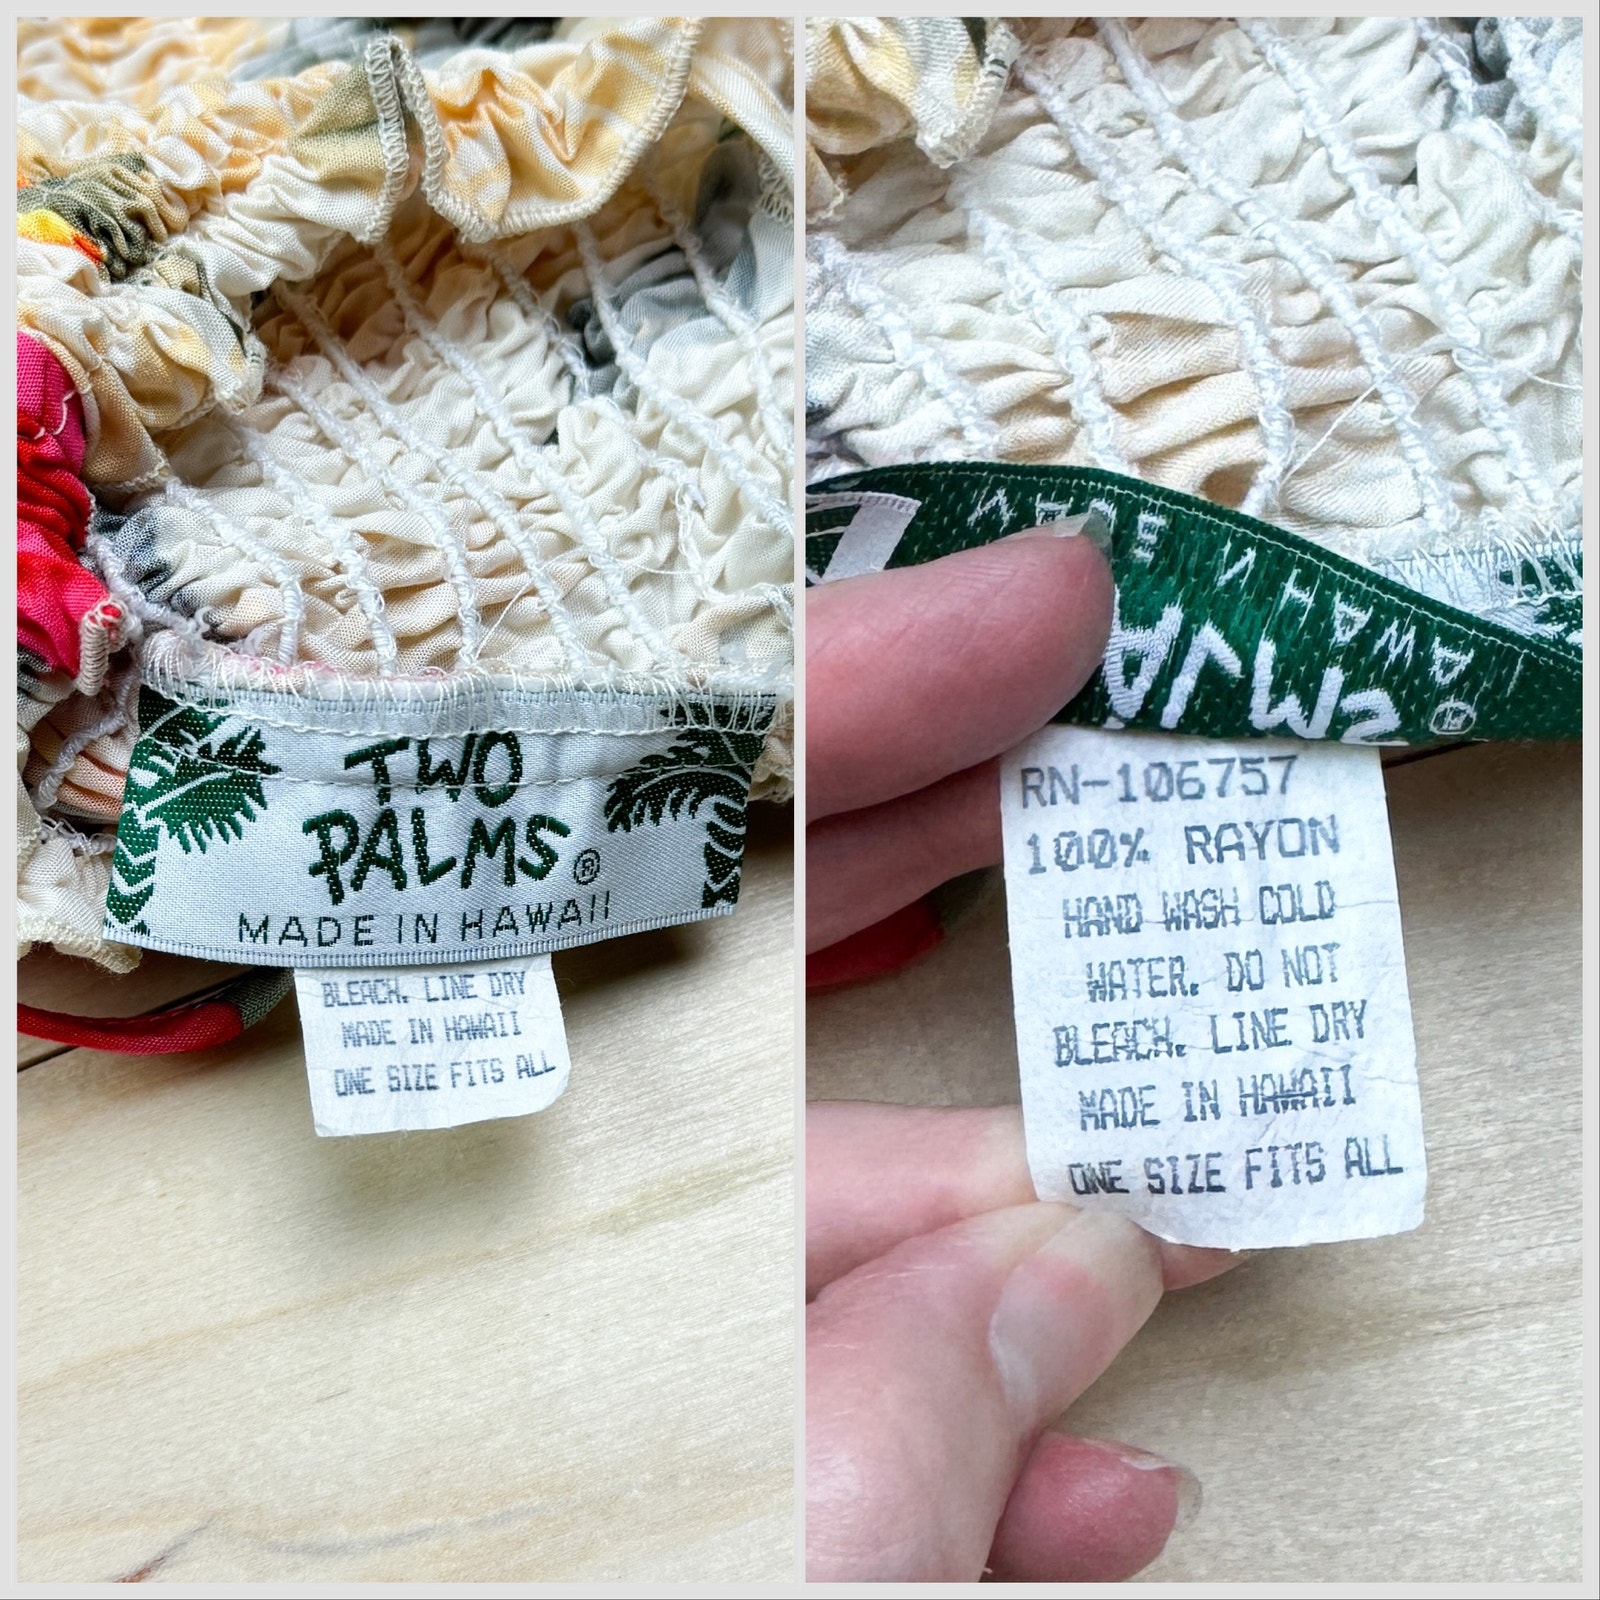 TWO
PALMS®
MADE IN HAWAII
BLEACH. LINE DRY
MADE IN HAWAII
ONE SIZE FITS ALL
RN-106757
100% RAYON
HAND WASH COLD
WATER. DO NOT
BLEACH. LINE DRY
MADE IN HAWAII
ONE SIZE FITS ALL